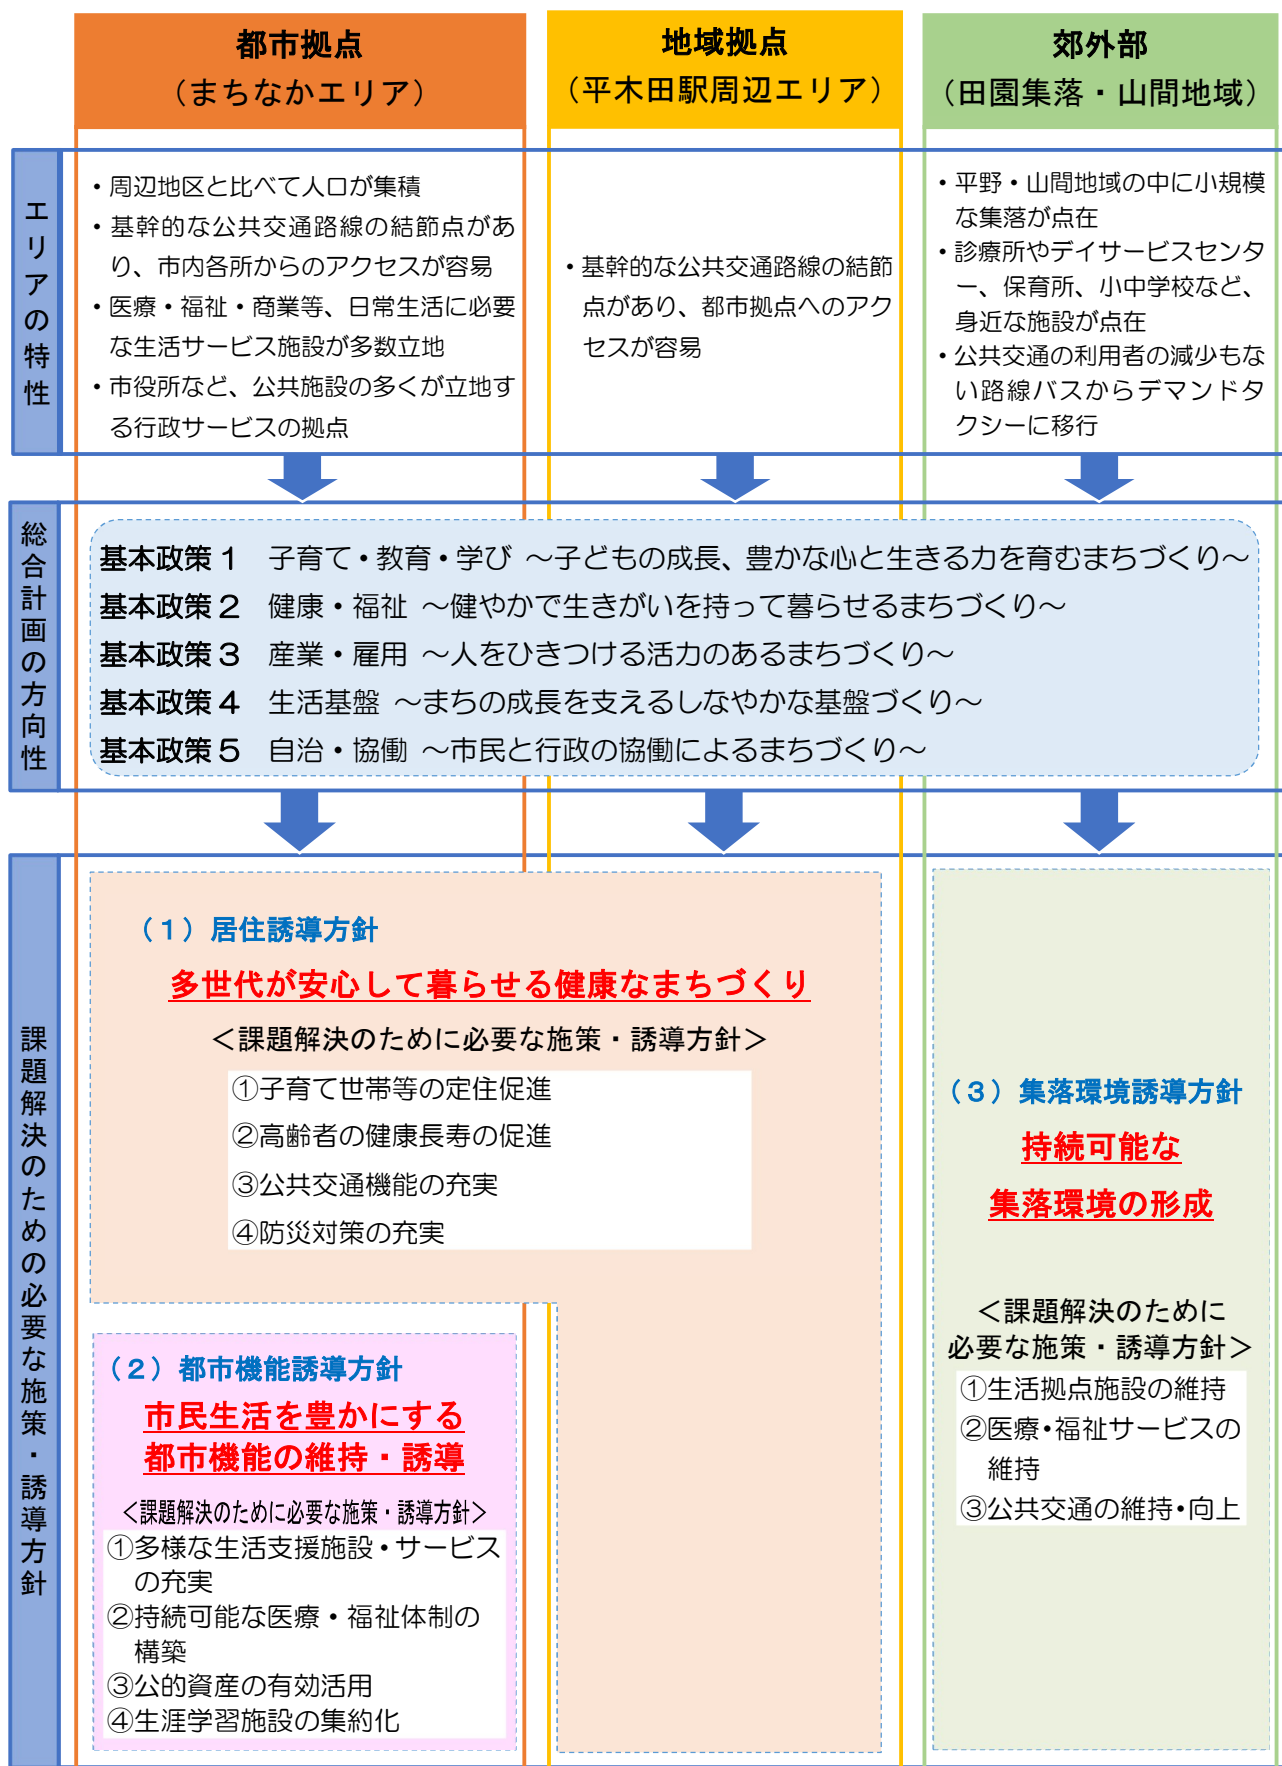 都市拠点
（まちなかエリア）
地域拠点
（平木田駅周辺エリア）
郊外部
（田園集落・山間地域）
エリアの特性
・周辺地区と比べて人口が集積
・基幹的な公共交通路線の結節点があ
り、市内各所からのアクセスが容易
・医療・福祉・商業等、日常生活に必要
な生活サービス施設が多数立地
・市役所など、公共施設の多くが立地す
る行政サービスの拠点
・基幹的な公共交通路線の結節
点があり、都市拠点へのアク
セスが容易
・平野・山間地域の中に小規模
な集落が点在
・診療所やデイサービスセンタ
ー、保育所、小中学校など、
身近な施設が点在
・公共交通の利用者の減少もな
い路線バスからデマンドタ
クシーに移行
総合計画の方向性
基本政策１　子育て・教育・学び ～子どもの成長、豊かな心と生きる力を育むまちづくり～
基本政策２　健康・福祉 ～健やかで生きがいを持って暮らせるまちづくり～
基本政策３　産業・雇用 ～人をひきつける活力のあるまちづくり～
基本政策４　生活基盤 ～まちの成長を支えるしなやかな基盤づくり～
基本政策５　自治・協働 ～市民と行政の協働によるまちづくり～
課題解決のための必要な施策・誘導方針
（１）居住誘導方針
多世代が安心して暮らせる健康なまちづくり
＜課題解決のために必要な施策・誘導方針＞
①子育て世帯等の定住促進
②高齢者の健康長寿の促進
③公共交通機能の充実
④防災対策の充実
（２）都市機能誘導方針
市民生活を豊かにする
都市機能の維持・誘導
＜課題解決のために必要な施策・誘導方針＞
①多様な生活支援施設・サービス
の充実
②持続可能な医療・福祉体制の
構築
③公的資産の有効活用
④生涯学習施設の集約化
（３）集落環境誘導方針
持続可能な
集落環境の形成
＜課題解決のために
必要な施策・誘導方針＞
①生活拠点施設の維持
②医療・福祉サービスの
維持
③公共交通の維持・向上